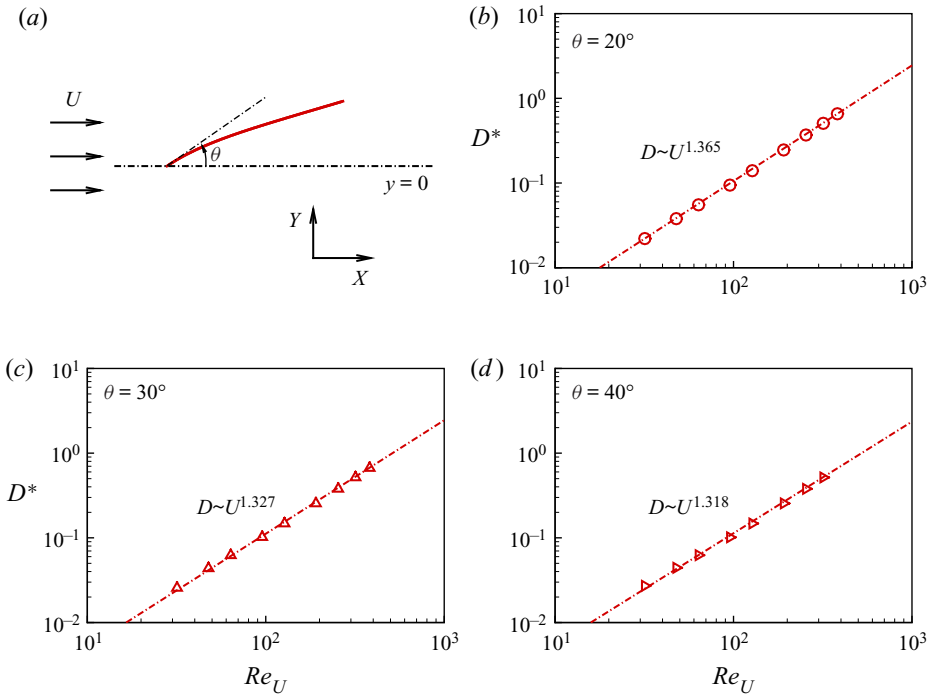 (a)
U
θ
y = 0
Y
X
(b)
θ = 20°
10^1
10^0
D*
D~U^1.365
10^–1
10^–2
10^1 10^2 10^3
(c)
θ = 30°
10^1
10^0
D*
D~U^1.327
10^–1
10^–2
10^1 10^2 10^3
Re_U
(d)
θ = 40°
10^1
10^0
D~U^1.318
10^–1
10^–2
10^1 10^2 10^3
Re_U